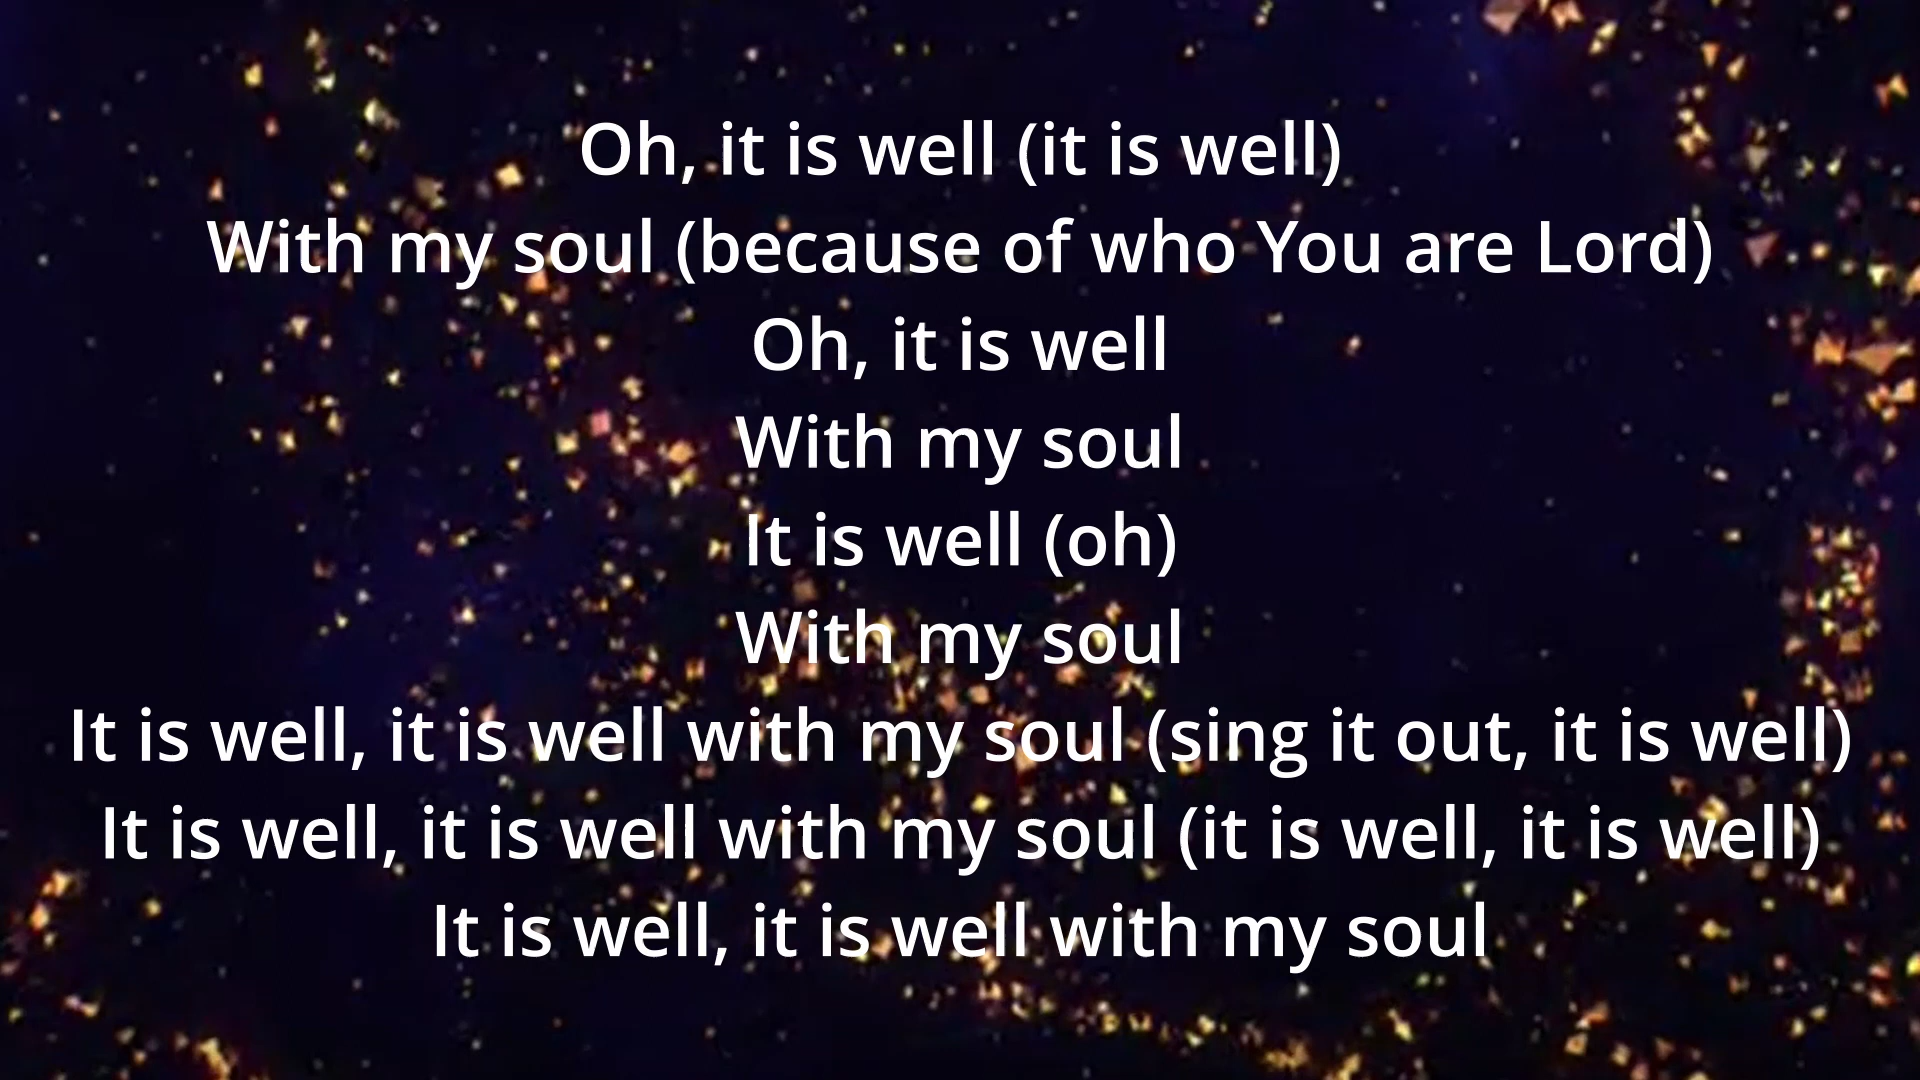 Oh, it is well (it is well)
With my soul (because of who You are Lord)
Oh, it is well
With my soul
It is well (oh)
With my soul
It is well, it is well with my soul (sing it out, it is well)
It is well, it is well with my soul (it is well, it is well)
It is well, it is well with my soul